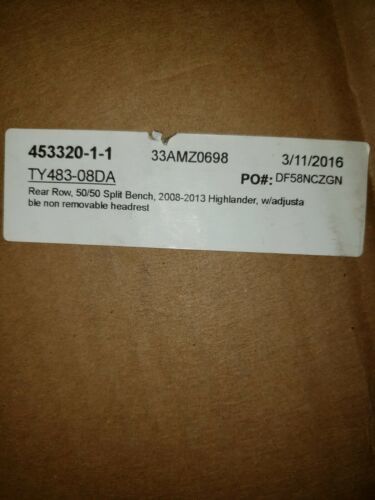 453320-1-1 33AMZ0698 3/11/2016
TY483-08DA PO#: DF58NCZGN
Rear Row, 50/50 Split Bench, 2008-2013 Highlander, w/adjusta
ble non removable headrest